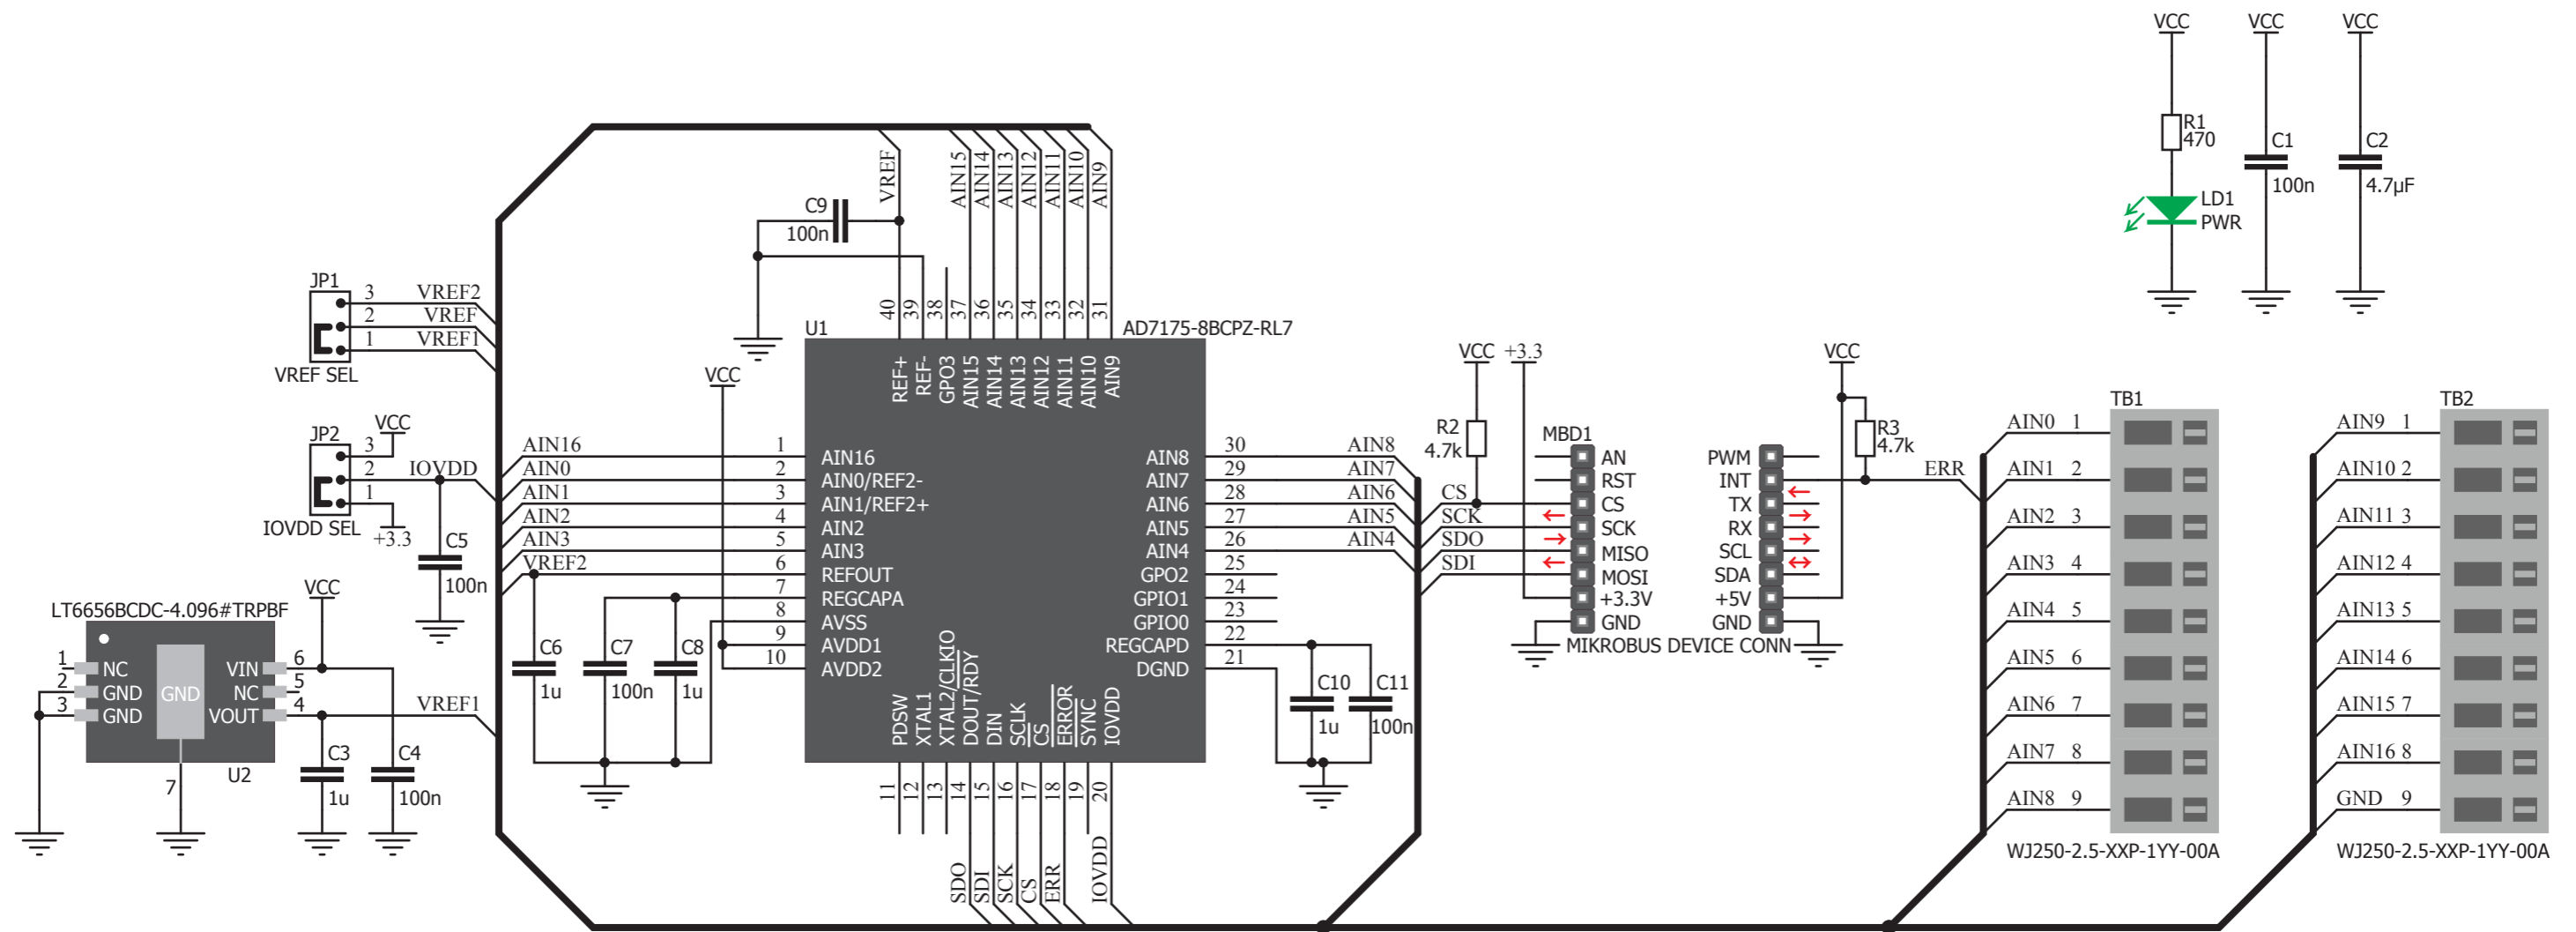 VCC VCC VCC
R1
470
C1
100n
C2
4.7µF
LD1
PWR
VREF AIN15 AIN14 AIN13 AIN12 AIN11 AIN10 AIN9
C9
100n
JP1
3 VREF2
2 VREF
1 VREF1
VREF SEL
40 39 38 37 36 35 34 33 32 31
U1
AD7175-8BCPZ-RL7
REF+ REF- GPO3 AIN15 AIN14 AIN13 AIN12 AIN11 AIN10 AIN9
VCC
JP2
VCC
3
2 IOVDD
1
+3.3
IOVDD SEL
C5
100n
AIN16 1 AIN16
AIN0 2 AIN0/REF2-
AIN1 3 AIN1/REF2+
AIN2 4 AIN2
AIN3 5 AIN3
VREF2 6 REFOUT
7 REGCAPA
8 AVSS
9 AVDD1
10 AVDD2
AIN8 30 AIN8
AIN7 29 AIN7
AIN6 28 AIN6
AIN5 27 AIN5
AIN4 26 AIN4
GPO2 25
GPIO1 24
GPIO0 23
REGCAPD 22
DGND 21
C6
1u
C7
100n
C8
1u
C10
1u
C11
100n
PDSW XTAL1 XTAL2/CLKIO DOUT/RDY DIN SCLK CS ERROR SYNC IOVDD
11 12 13 14 15 16 17 18 19 20
SDO SDI SCK CS ERR IOVDD
LT6656BCDC-4.096#TRPBF
VCC
1 NC
2 GND
3 GND
GND
VIN 6
NC 5
VOUT 4
VREF1
7
U2
C3
1u
C4
100n
VCC +3.3
R2
4.7k
CS
SCK
SDO
SDI
MBD1
AN
RST
CS
SCK
MISO
MOSI
+3.3V
GND
PWM
INT
TX
RX
SCL
SDA
+5V
GND
MIKROBUS DEVICE CONN
VCC
R3
4.7k
ERR
TB1
AIN0 1
AIN1 2
AIN2 3
AIN3 4
AIN4 5
AIN5 6
AIN6 7
AIN7 8
AIN8 9
WJ250-2.5-XXP-1YY-00A
TB2
AIN9 1
AIN10 2
AIN11 3
AIN12 4
AIN13 5
AIN14 6
AIN15 7
AIN16 8
GND 9
WJ250-2.5-XXP-1YY-00A